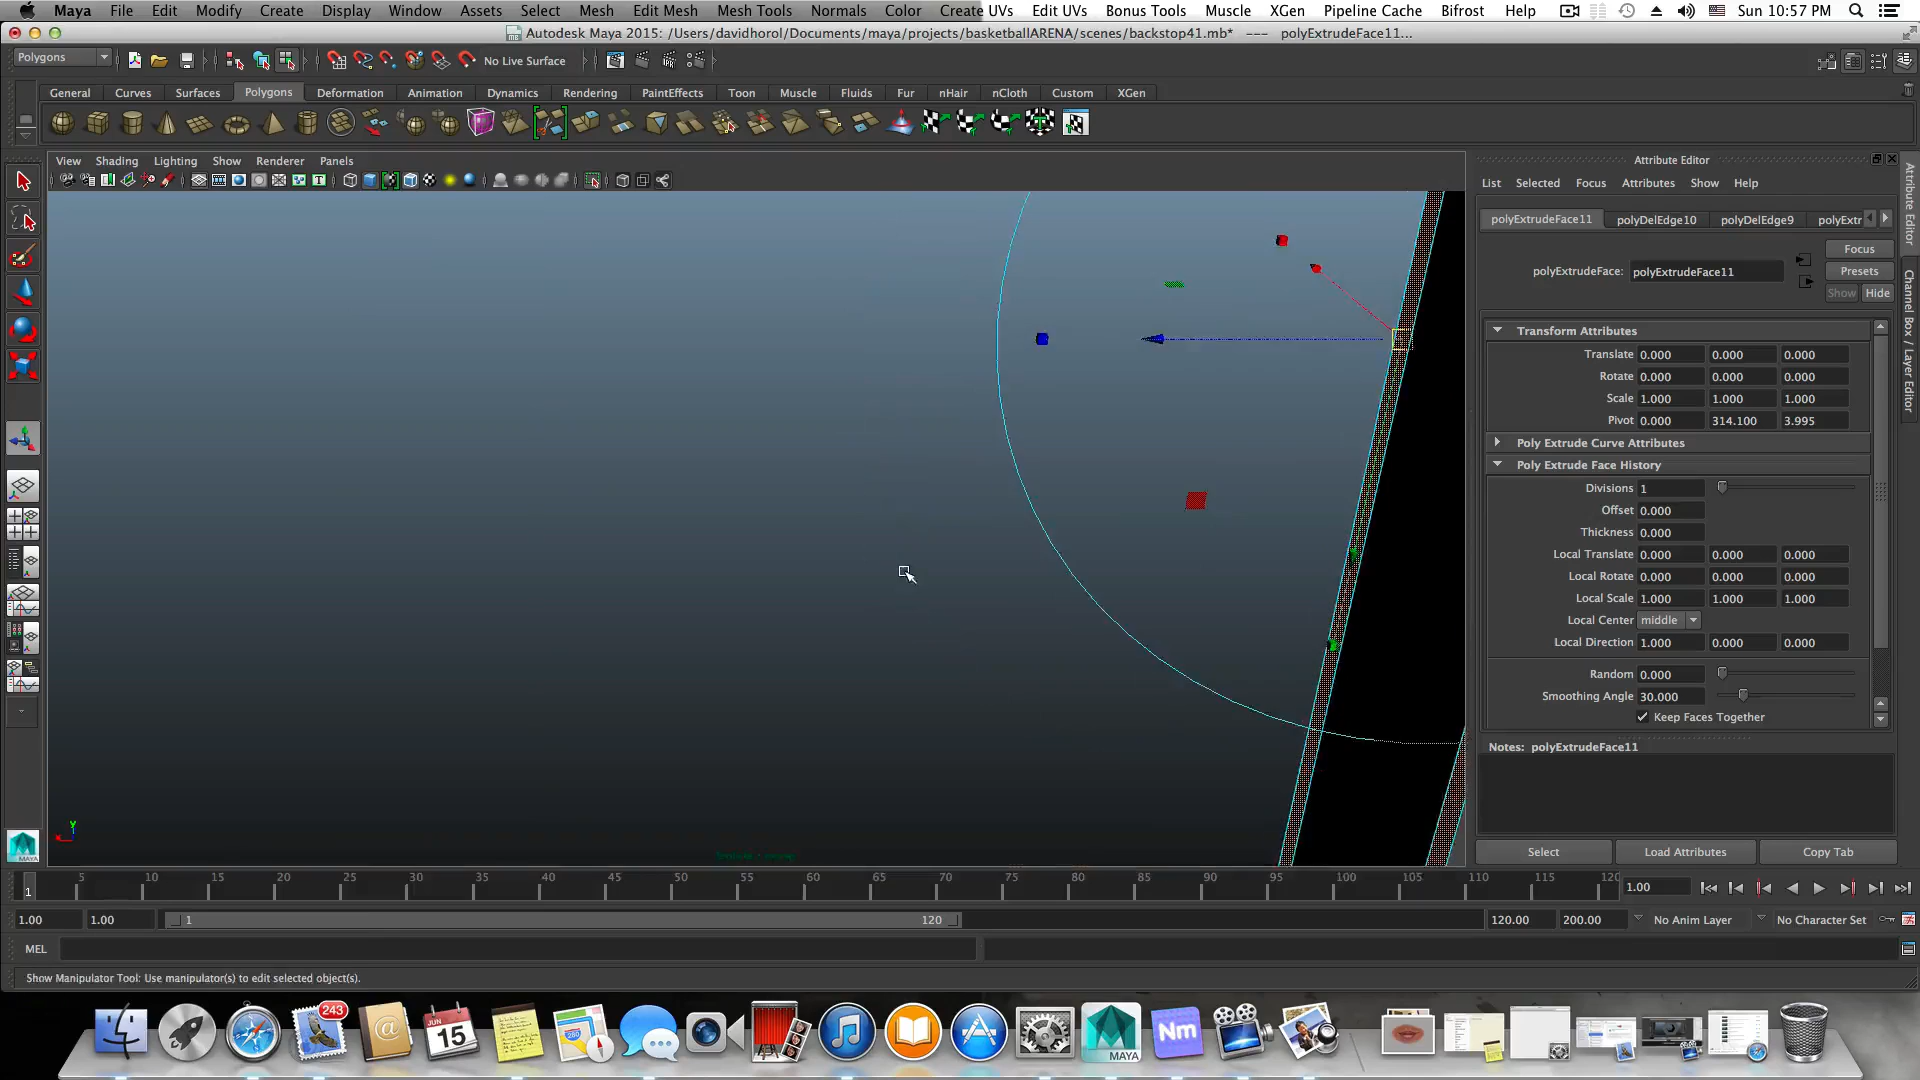 Maya File Edit Modify Create Display Window Assets Select Mesh Edit Mesh Mesh Tools Normals Color Create UVs Edit UVs Bonus Tools Muscle XGen Pipeline Cache Bifrost Help Sun 10:57 PM
Autodesk Maya 2015: /Users/davidhorol/Documents/maya/projects/basketballARENA/scenes/backstop41.mb* --- polyExtrudeFace11...
Polygons No Live Surface
General Curves Surfaces Polygons Deformation Animation Dynamics Rendering PaintEffects Toon Muscle Fluids Fur nHair nCloth Custom XGen
View Shading Lighting Show Renderer Panels
Attribute Editor
List Selected Focus Attributes Show Help
polyExtrudeFace11 polyDelEdge10 polyDelEdge9 polyExtr
Focus
polyExtrudeFace: polyExtrudeFace11
Presets
Show Hide
Transform Attributes
Translate 0.000 0.000 0.000
Rotate 0.000 0.000 0.000
Scale 1.000 1.000 1.000
Pivot 0.000 314.100 3.995
Poly Extrude Curve Attributes
Poly Extrude Face History
Divisions 1
Offset 0.000
Thickness 0.000
Local Translate 0.000 0.000 0.000
Local Rotate 0.000 0.000 0.000
Local Scale 1.000 1.000 1.000
Local Center middle
Local Direction 1.000 0.000 0.000
Random 0.000
Smoothing Angle 30.000
Keep Faces Together
Notes: polyExtrudeFace11
Select Load Attributes Copy Tab
Attribute Editor
Channel Box / Layer Editor
y
MAYA
1 5 10 15 20 25 30 35 40 45 50 55 60 65 70 75 80 85 90 95 100 105 110 115 120 1.00
1.00 1.00 1 120 120.00 200.00 No Anim Layer No Character Set
MEL
Show Manipulator Tool: Use manipulator(s) to edit selected object(s).
243
JUN
15
MAYA
Nm